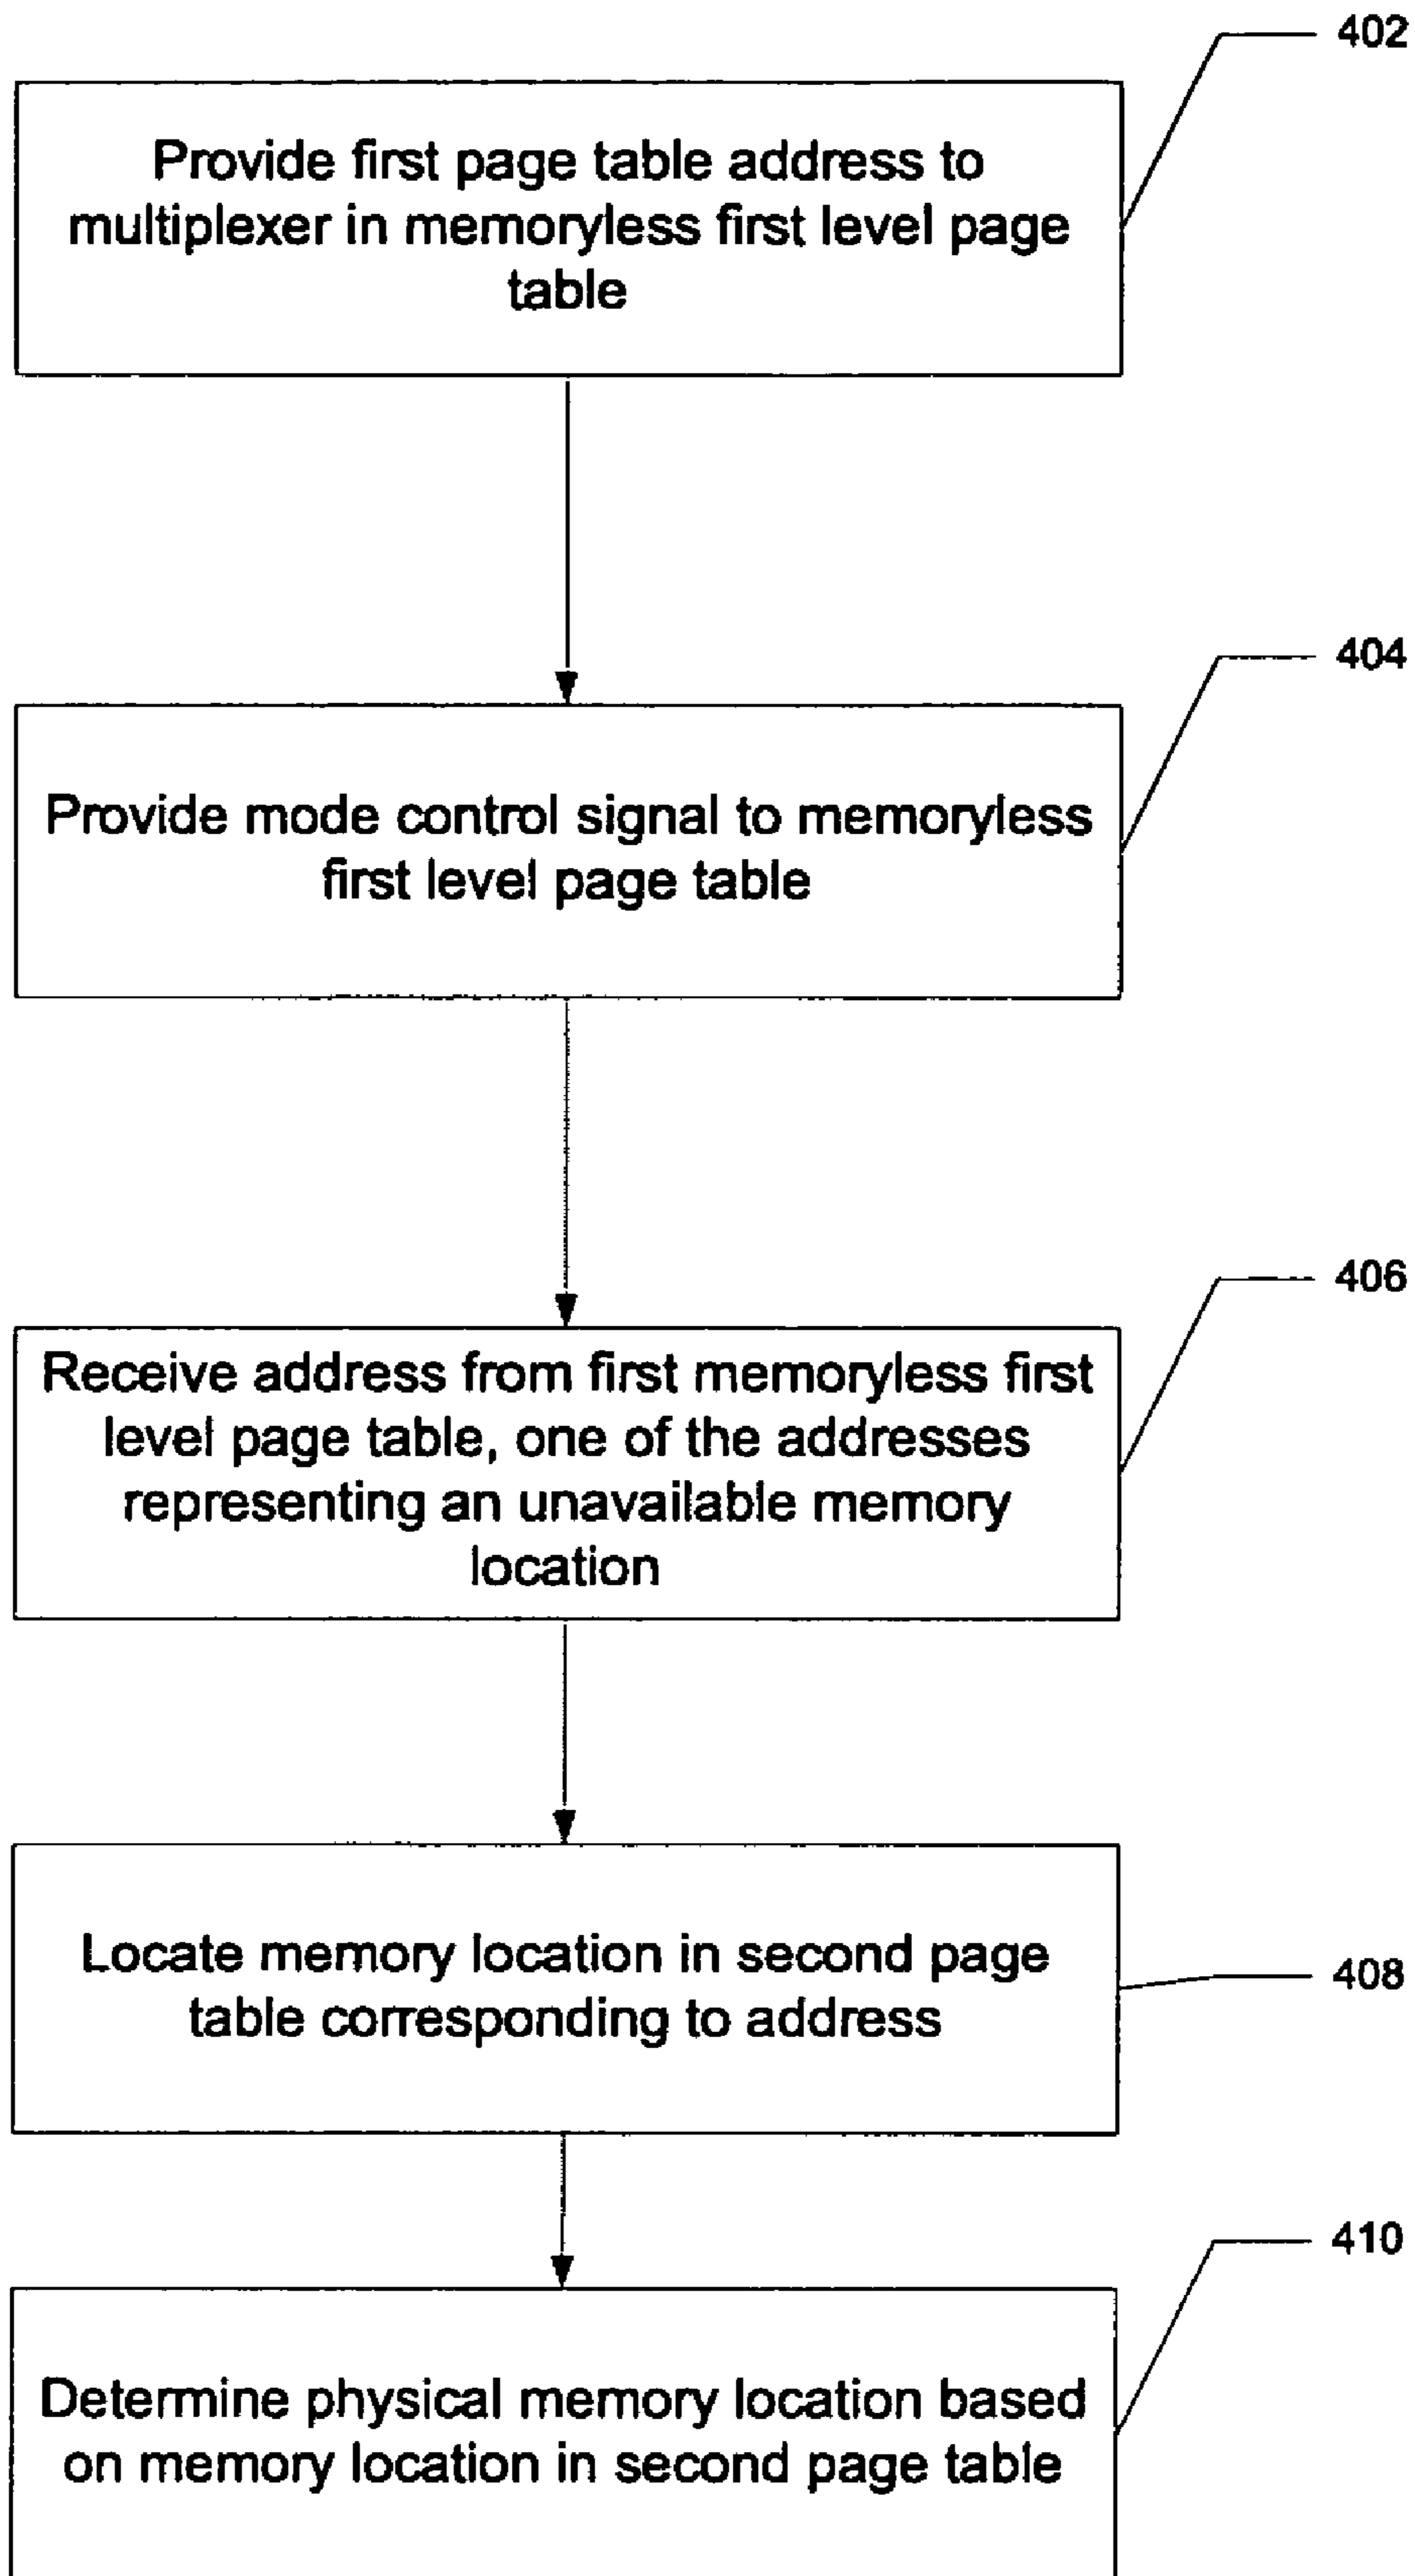 402
Provide first page table address to
multiplexer in memoryless first level page
table
404
Provide mode control signal to memoryless
first level page table
406
Receive address from first memoryless first
level page table, one of the addresses
representing an unavailable memory
location
Locate memory location in second page
408
table corresponding to address
410
Determine physical memory location based
on memory location in second page table